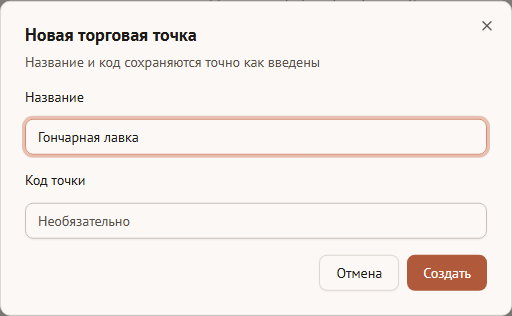 Новая торговая точка
Название и код сохраняются точно как введены
Название
Гончарная лавка
Код точки
Необязательно
Отмена
Создать